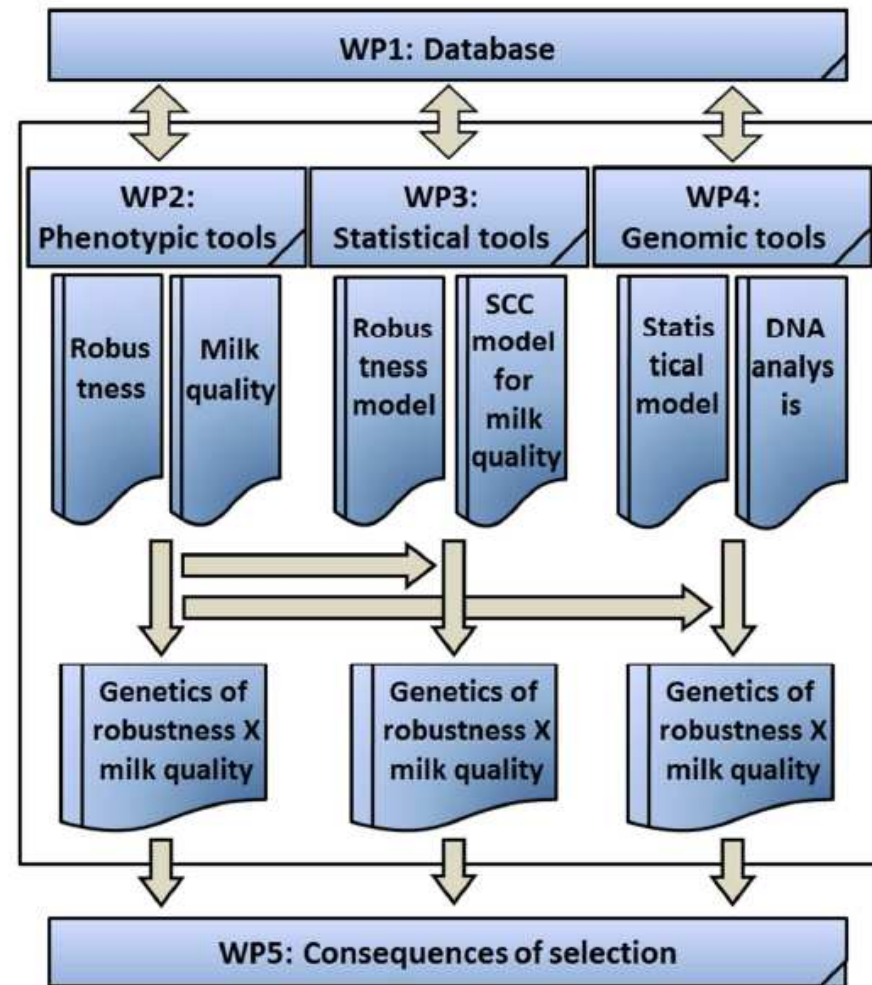 WP1: Database
WP2:
Phenotypic tools
WP3:
Statistical tools
WP4:
Genomic tools
Robus
tness
Milk
quality
Robus
tness
model
SCC
model
for
milk
quality
Statis
tical
model
DNA
analys
is
Genetics of
robustness X
milk quality
Genetics of
robustness X
milk quality
Genetics of
robustness X
milk quality
WP5: Consequences of selection